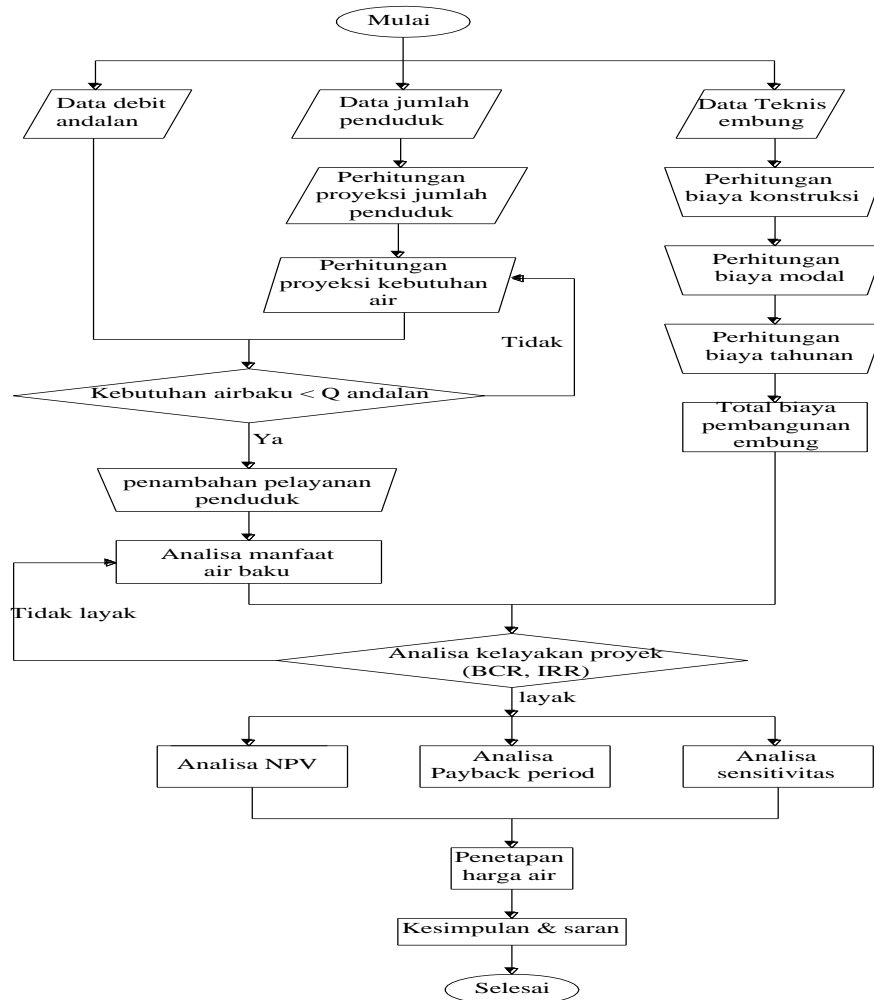 Mulai
Data debit
andalan
Data jumlah
penduduk
Data Teknis
embung
Perhitungan
proyeksi jumlah
penduduk
Perhitungan
biaya konstruksi
Perhitungan
proyeksi kebutuhan
air
Perhitungan
biaya modal
Tidak
Perhitungan
biaya tahunan
Kebutuhan airbaku < Q andalan
Total biaya
pembangunan
embung
Ya
penambahan pelayanan
penduduk
Analisa manfaat
air baku
Tidak layak
Analisa kelayakan proyek
(BCR, IRR)
layak
Analisa NPV
Analisa
Payback period
Analisa
sensitivitas
Penetapan
harga air
Kesimpulan & saran
Selesai